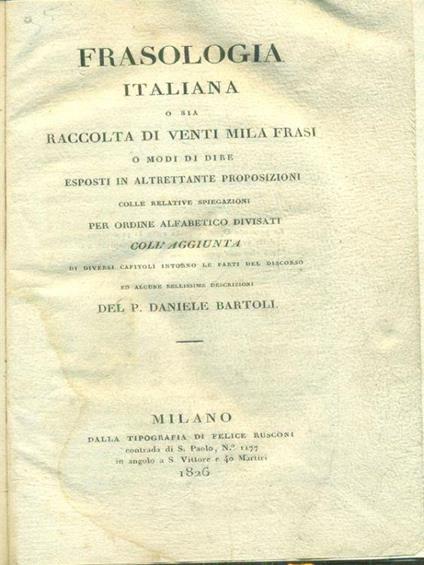 FRASOLOGIA
ITALIANA
O SIA
RACCOLTA DI VENTI MILA FRASI
O MODI DI DIRE
ESPOSTI IN ALTRETTANTE PROPOSIZIONI
COLLE RELATIVE SPIEGAZIONI
PER ORDINE ALFABETICO DIVISATI
COLL'AGGIUNTA
DI DIVERSI CAPITOLI INTORNO LE PARTI DEL DISCORSO
ED ALCUNE BELLISSIME DESCRIZIONI
DEL P. DANIELE BARTOLI.
MILANO
DALLA TIPOGRAFIA DI FELICE RUSCONI
contrada di S. Paolo, N.° 1177
in angolo a S. Vittore e 40 Martiri
1826